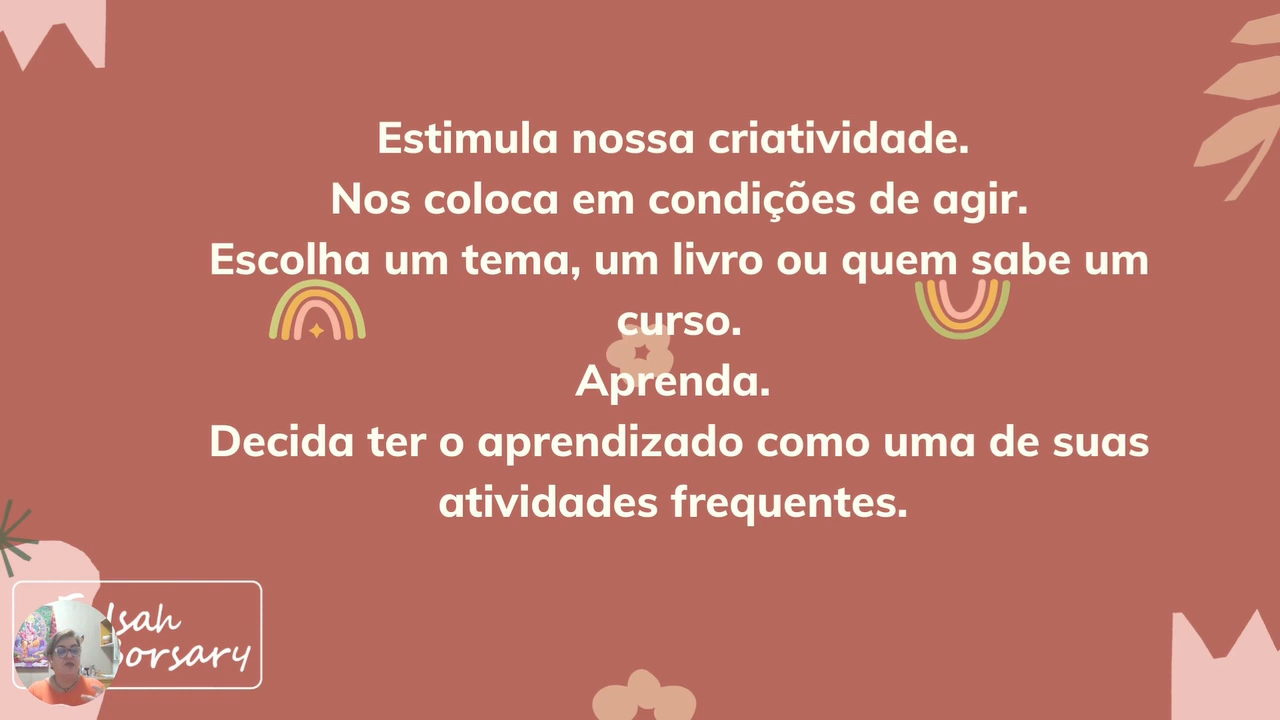 Estimula nossa criatividade.
Nos coloca em condições de agir.
Escolha um tema, um livro ou quem sabe um
curso.
Aprenda.
Decida ter o aprendizado como uma de suas
atividades frequentes.
Isah